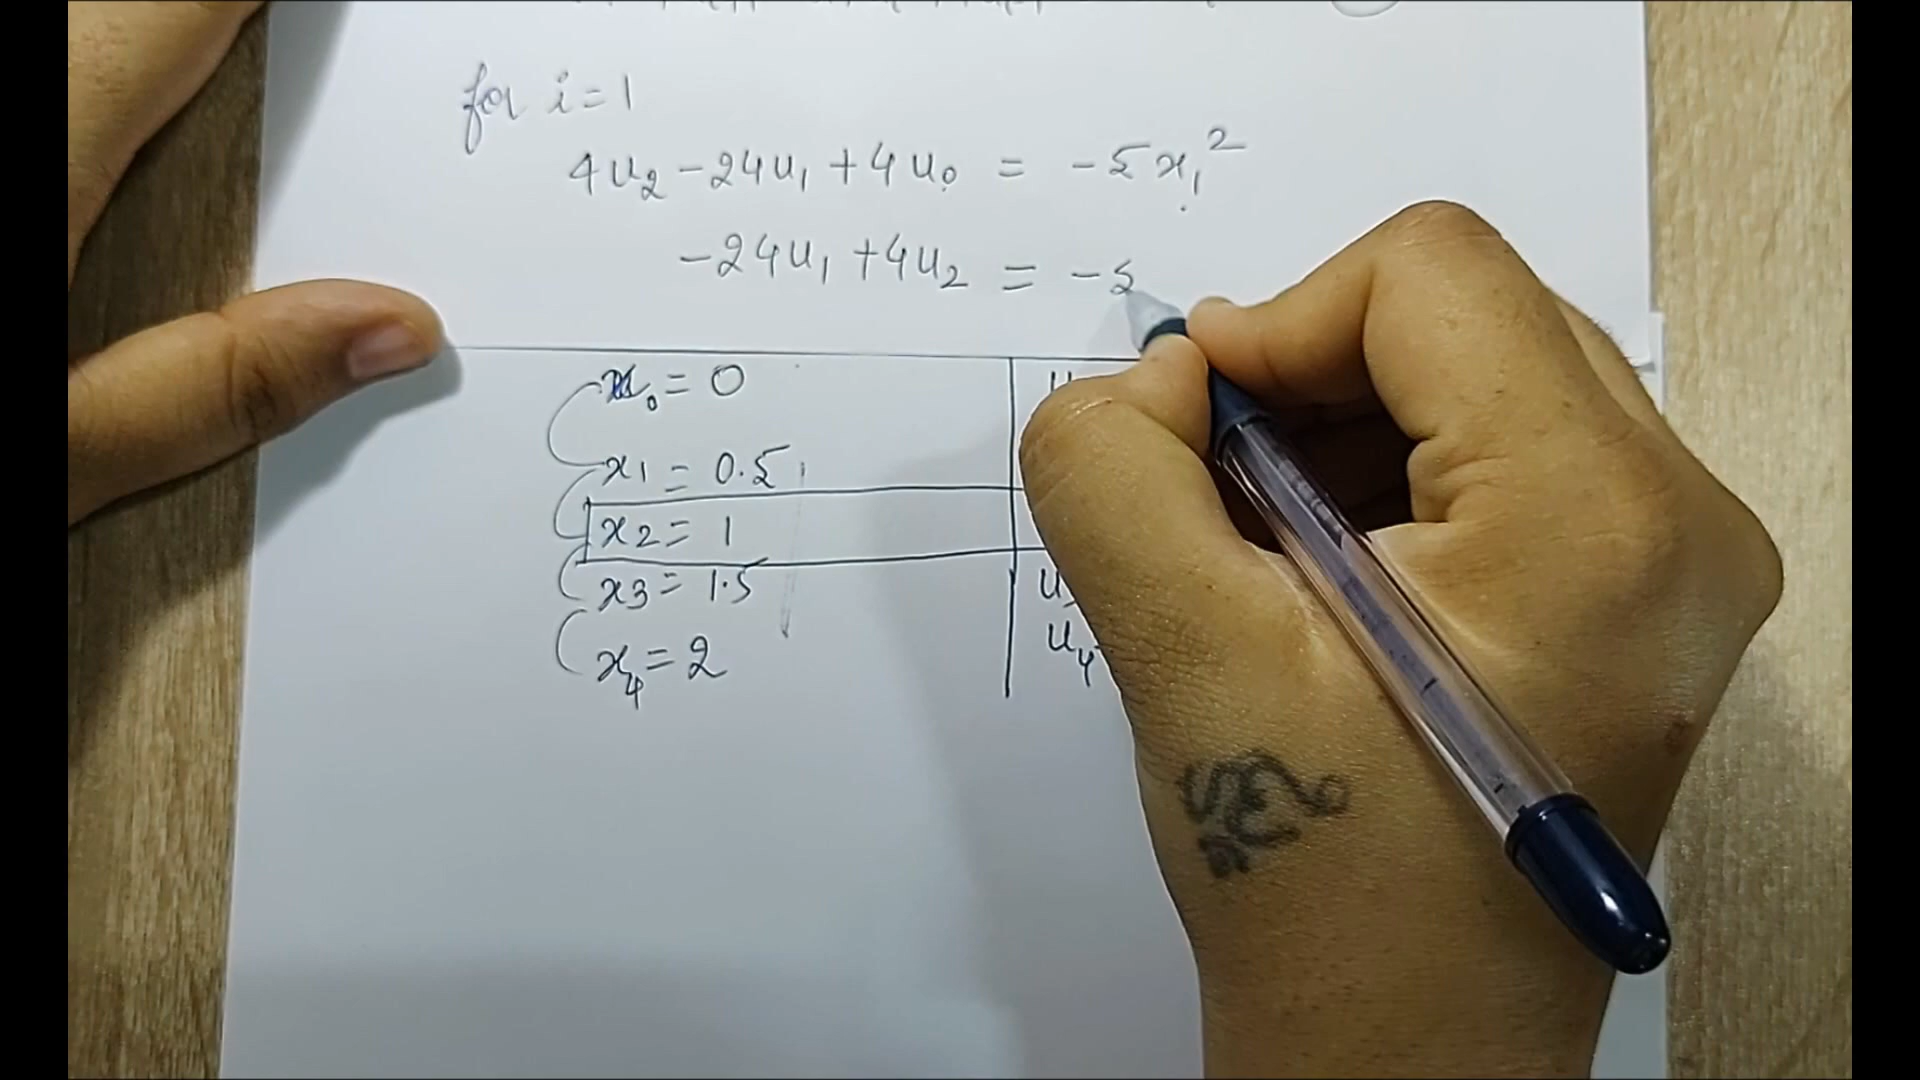 for i=1
4u₂-24u₁+4u₀ = -5x₁²
-24u₁+4u₂ = -5
x₀=0
x1=0.5
x2=1
x3=1.5 u3
x₄=2 u₄